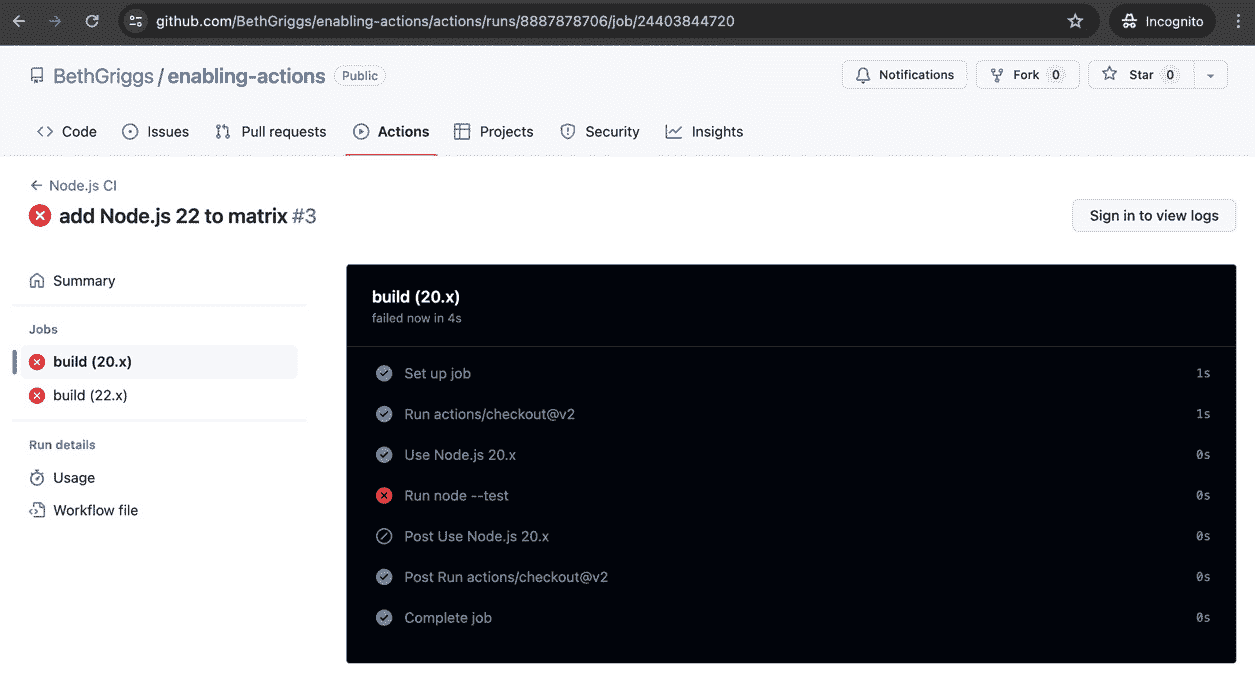 github.com/BethGriggs/enabling-actions/actions/runs/8887878706/job/24403844720 Incognito
BethGriggs / enabling-actions Public Notifications Fork 0 Star 0
Code Issues Pull requests Actions Projects Security Insights
Node.js CI
add Node.js 22 to matrix #3
Sign in to view logs
Summary
Jobs
build (20.x)
build (22.x)
Run details
Usage
Workflow file
build (20.x)
failed now in 4s
Set up job 1s
Run actions/checkout@v2 1s
Use Node.js 20.x 0s
Run node --test 0s
Post Use Node.js 20.x 0s
Post Run actions/checkout@v2 0s
Complete job 0s